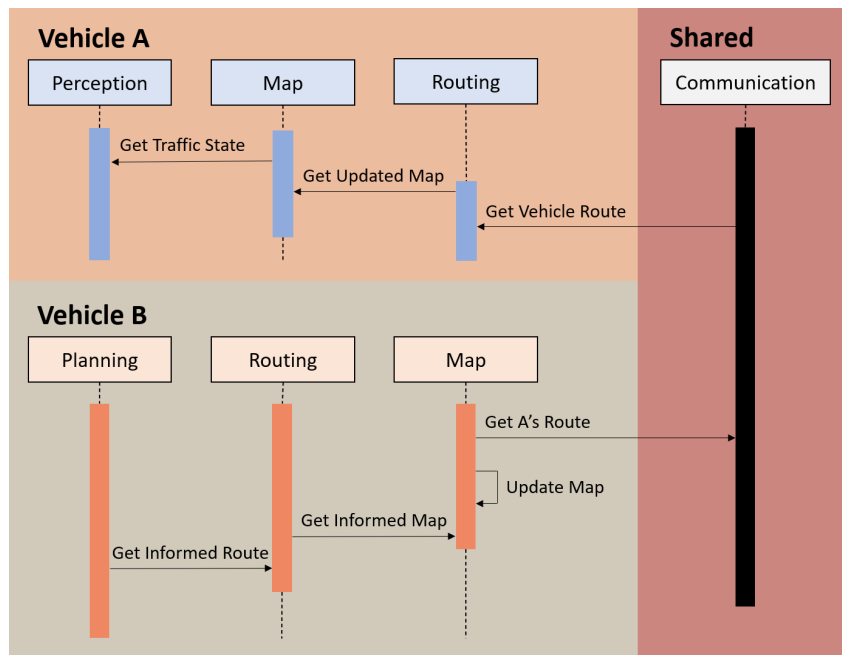 Vehicle A
Shared
Perception
Map
Routing
Communication
Get Traffic State
Get Updated Map
Get Vehicle Route
Vehicle B
Planning
Routing
Map
Get A's Route
Update Map
Get Informed Map
Get Informed Route